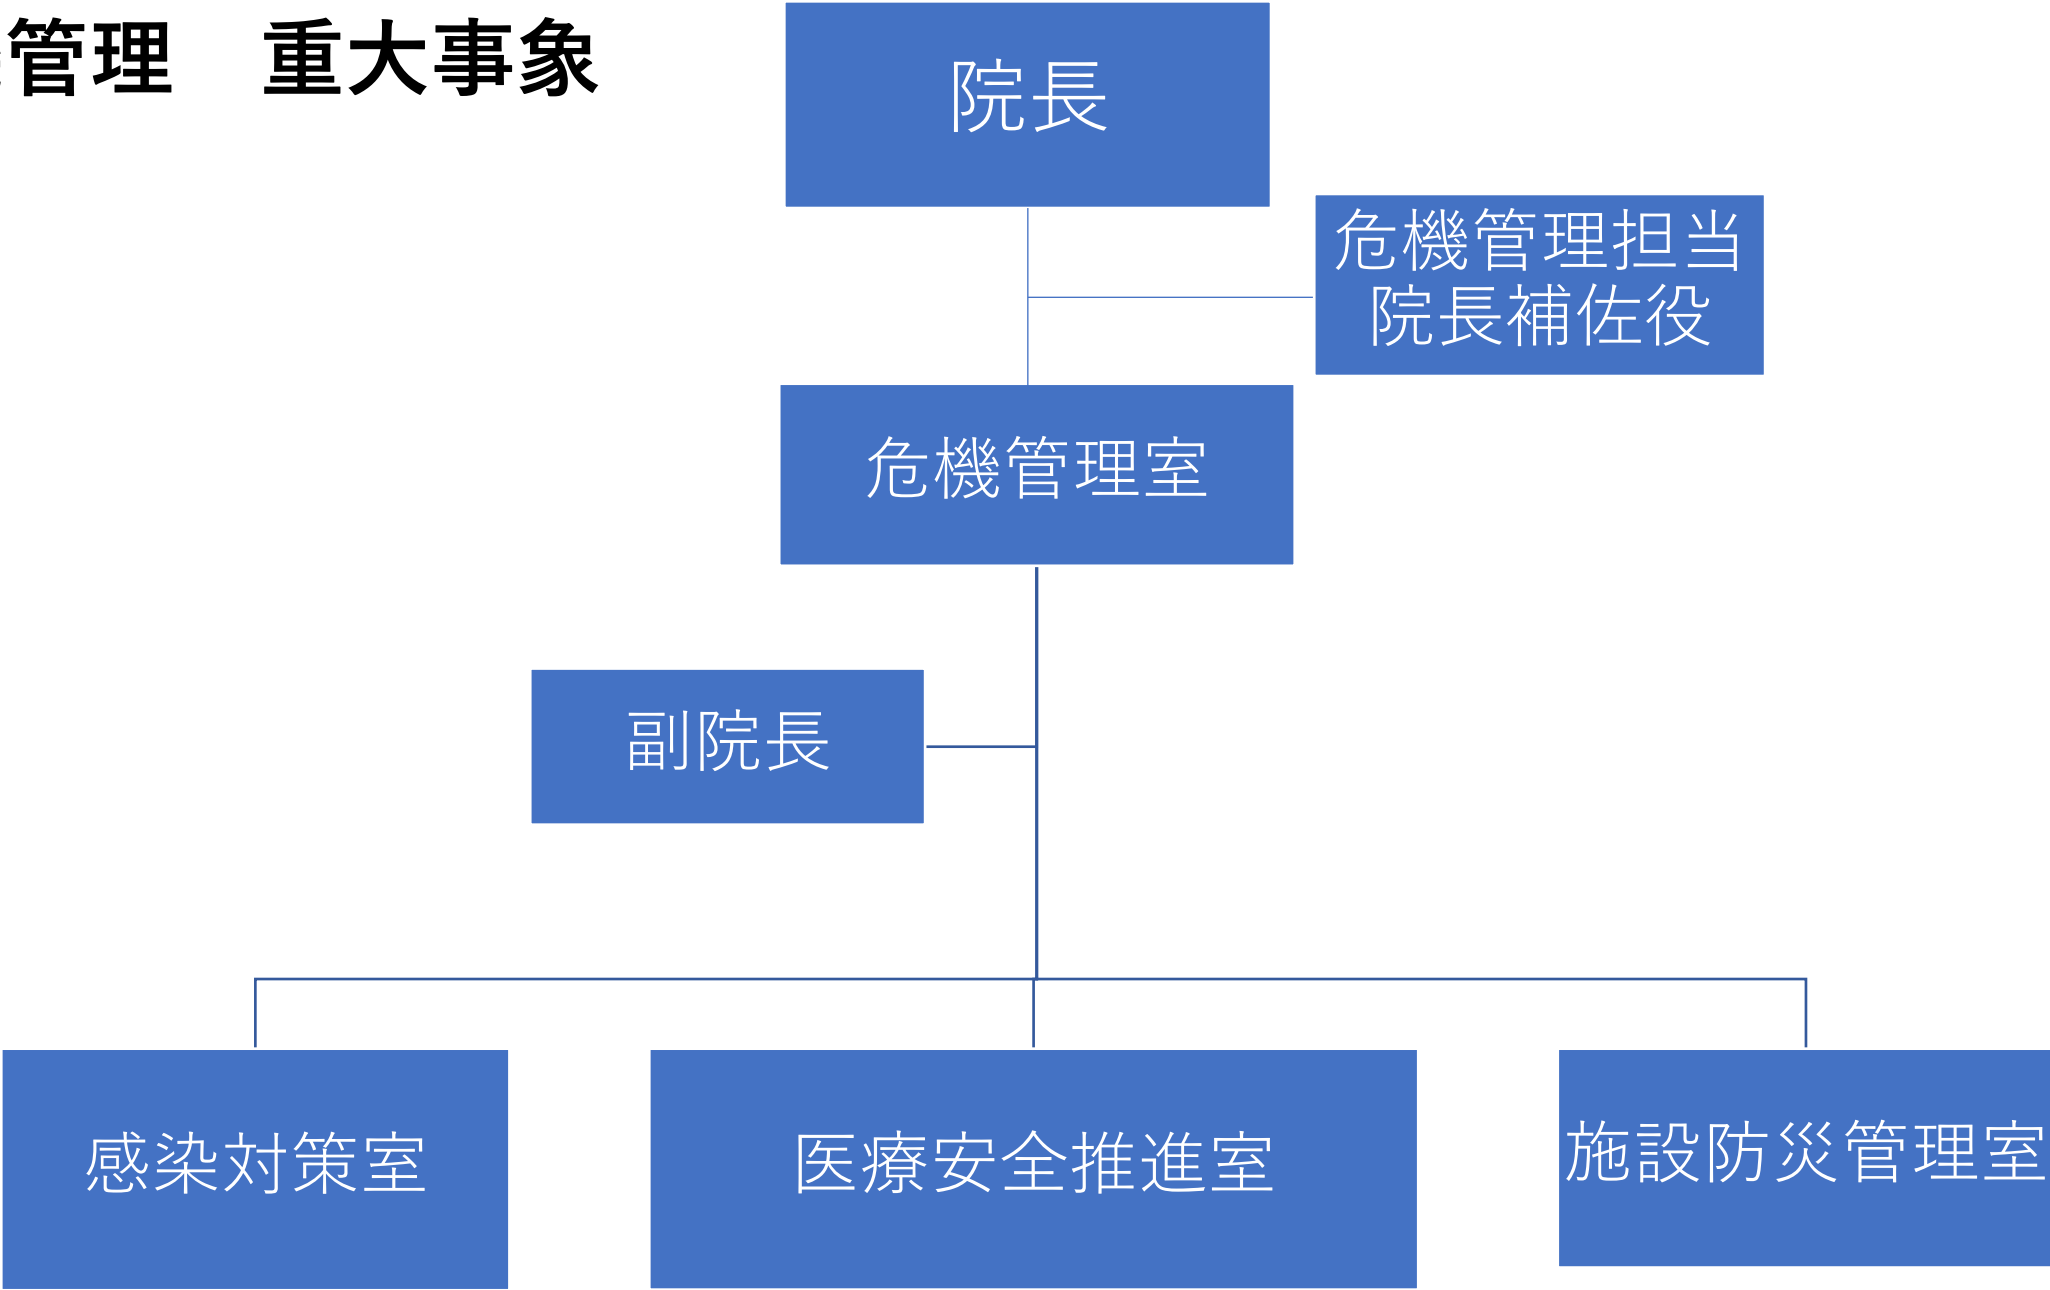 管理　重大事象
院長
危機管理担当
院長補佐役
危機管理室
副院長
感染対策室
医療安全推進室
施設防災管理室